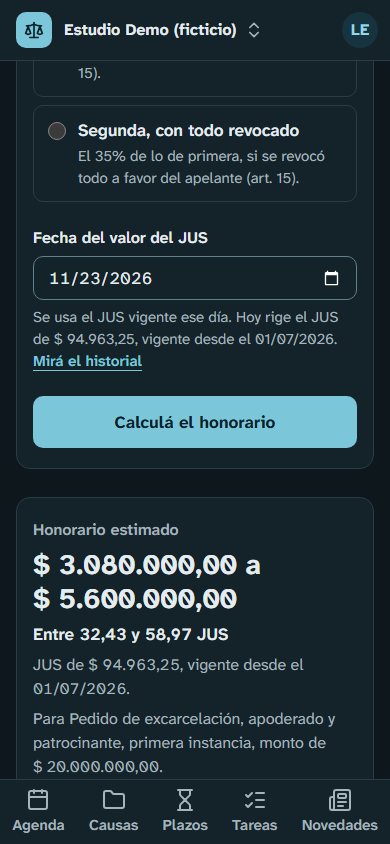 Estudio Demo (ficticio)
LE
15).
Segunda, con todo revocado
El 35% de lo de primera, si se revocó
todo a favor del apelante (art. 15).
Fecha del valor del JUS
11/23/2026
Se usa el JUS vigente ese día. Hoy rige el JUS
de $ 94.963,25, vigente desde el 01/07/2026.
Mirá el historial
Calculá el honorario
Honorario estimado
$ 3.080.000,00 a
$ 5.600.000,00
Entre 32,43 y 58,97 JUS
JUS de $ 94.963,25, vigente desde el
01/07/2026.
Para Pedido de excarcelación, apoderado y
patrocinante, primera instancia, monto de
$ 20.000.000,00.
Agenda
Causas
Plazos
Tareas
Novedades